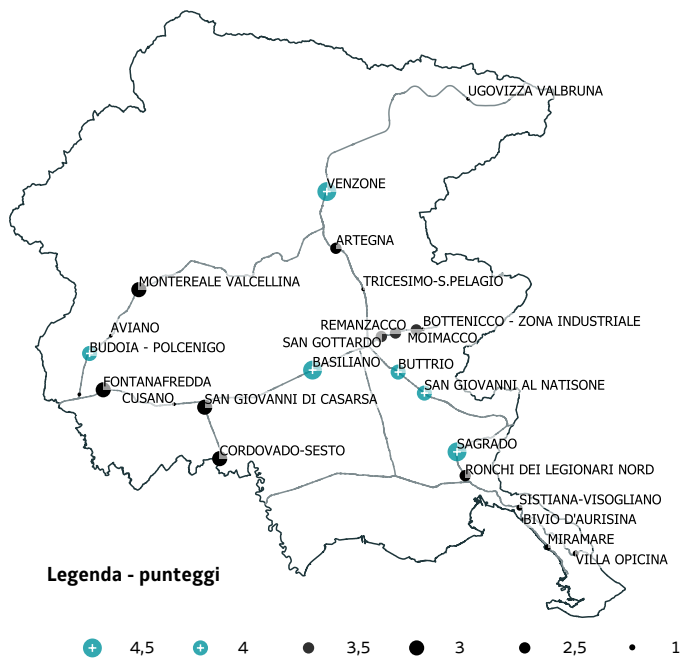 UGOVIZZA VALBRUNA
VENZONE
ARTEGNA
MONTEREALE VALCELLINA
TRICESIMO-S.PELAGIO
AVIANO
REMANZACCO
BOTTENICCO - ZONA INDUSTRIALE
MOIMACCO
SAN GOTTARDO
BUDOIA - POLCENIGO
BASILIANO
BUTTRIO
FONTANAFREDDA
SAN GIOVANNI AL NATISONE
CUSANO
SAN GIOVANNI DI CASARSA
SAGRADO
CORDOVADO-SESTO
RONCHI DEI LEGIONARI NORD
SISTIANA-VISOGLIANO
BIVIO D'AURISINA
MIRAMARE
VILLA OPICINA
Legenda - punteggi
4,5 4 3,5 3 2,5 1